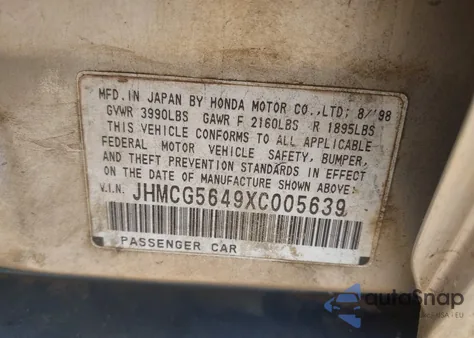 MFD. IN JAPAN BY HONDA MOTOR CO., LTD; 8/'98
GVWR 3990LBS GAWR F 2160LBS R 1895LBS
THIS VEHICLE CONFORMS TO ALL APPLICABLE
FEDERAL MOTOR VEHICLE SAFETY, BUMPER,
AND THEFT PREVENTION STANDARDS IN EFFECT
ON THE DATE OF MANUFACTURE SHOWN ABOVE.
V.I.N. JHMCG5649XC005639
PASSENGER CAR
autoSnap